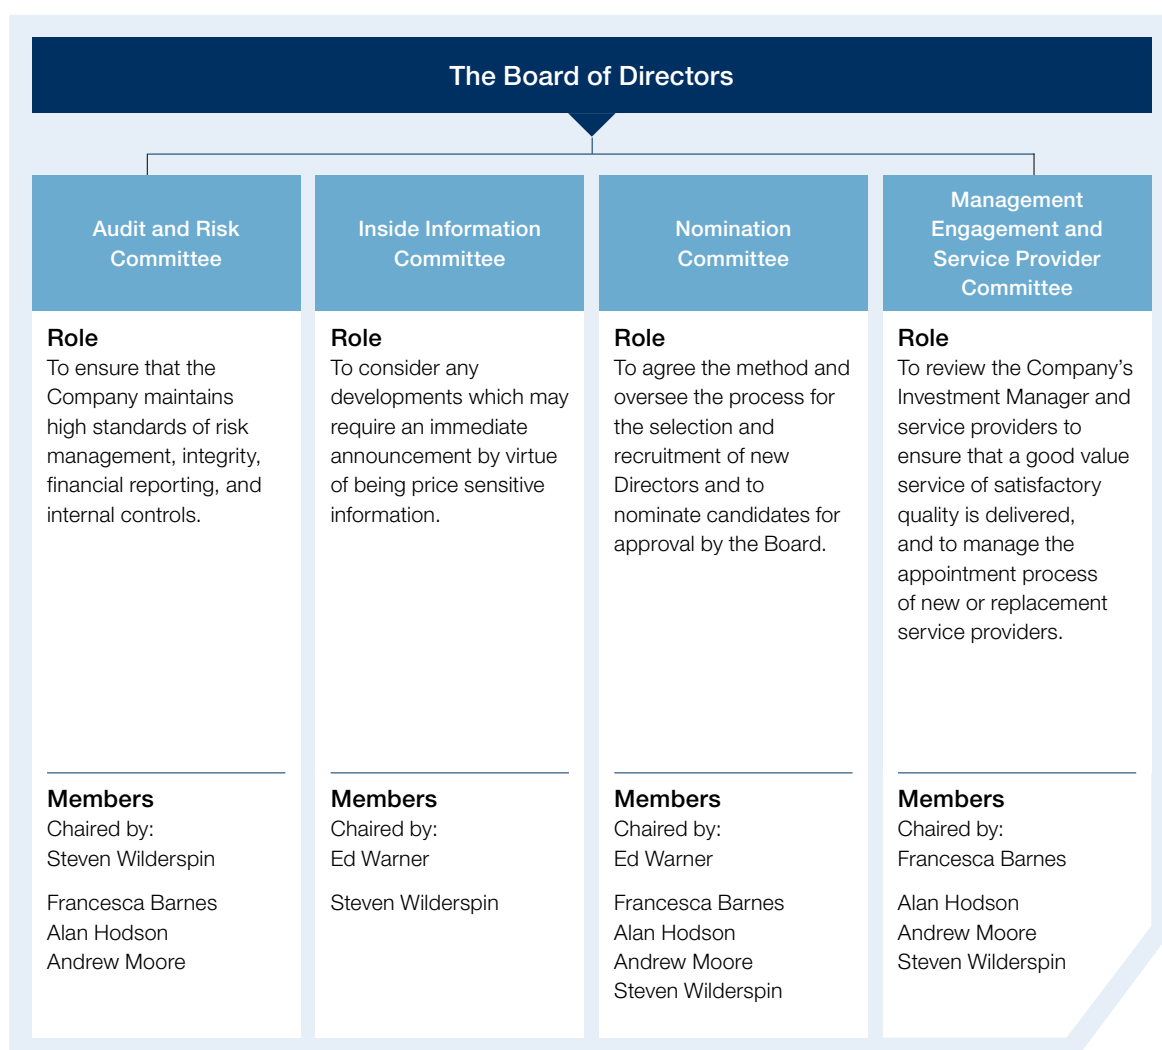 The Board of Directors
Audit and Risk
Committee
Role
To ensure that the
Company maintains
high standards of risk
management, integrity,
financial reporting, and
internal controls.
Members
Chaired by:
Steven Wilderspin
Francesca Barnes
Alan Hodson
Andrew Moore
Inside Information
Committee
Role
To consider any
developments which may
require an immediate
announcement by virtue
of being price sensitive
information.
Members
Chaired by:
Ed Warner
Steven Wilderspin
Nomination
Committee
Role
To agree the method and
oversee the process for
the selection and
recruitment of new
Directors and to
nominate candidates for
approval by the Board.
Members
Chaired by:
Ed Warner
Francesca Barnes
Alan Hodson
Andrew Moore
Steven Wilderspin
Management
Engagement and
Service Provider
Committee
Role
To review the Company’s
Investment Manager and
service providers to
ensure that a good value
service of satisfactory
quality is delivered,
and to manage the
appointment process
of new or replacement
service providers.
Members
Chaired by:
Francesca Barnes
Alan Hodson
Andrew Moore
Steven Wilderspin